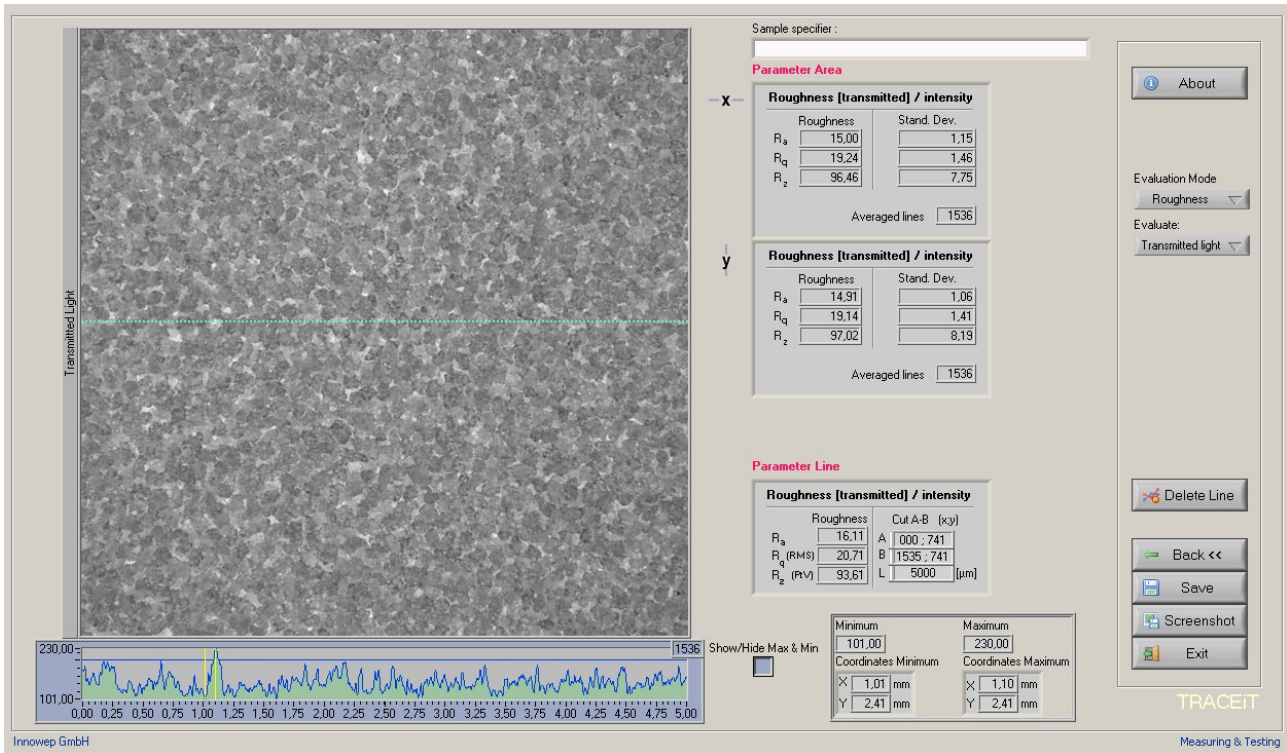 Sample specifier :
Parameter Area
x
Roughness [transmitted] / intensity
Roughness Stand. Dev.
Ra 15,00 1,15
Rq 19,24 1,46
Rz 96,46 7,75
Averaged lines 1536
y
Roughness [transmitted] / intensity
Roughness Stand. Dev.
Ra 14,91 1,06
Rq 19,14 1,41
Rz 97,02 8,19
Averaged lines 1536
Transmitted Light
Parameter Line
Roughness [transmitted] / intensity
Roughness Cut A-B (x;y)
Ra 16,11 A 000 ; 741
Rq (RMS) 20,71 B 1535 ; 741
Rz (PtV) 93,61 L 5000 [µm]
230,00
101,00
1536
0,00 0,25 0,50 0,75 1,00 1,25 1,50 1,75 2,00 2,25 2,50 2,75 3,00 3,25 3,50 3,75 4,00 4,25 4,50 4,75 5,00
Show/Hide Max & Min
Minimum Maximum
101,00 230,00
Coordinates Minimum Coordinates Maximum
X 1,01 mm X 1,10 mm
Y 2,41 mm Y 2,41 mm
About
Evaluation Mode
Roughness
Evaluate:
Transmitted light
Delete Line
Back <<
Save
Screenshot
Exit
TRACEiT
Innowep GmbH
Measuring & Testing